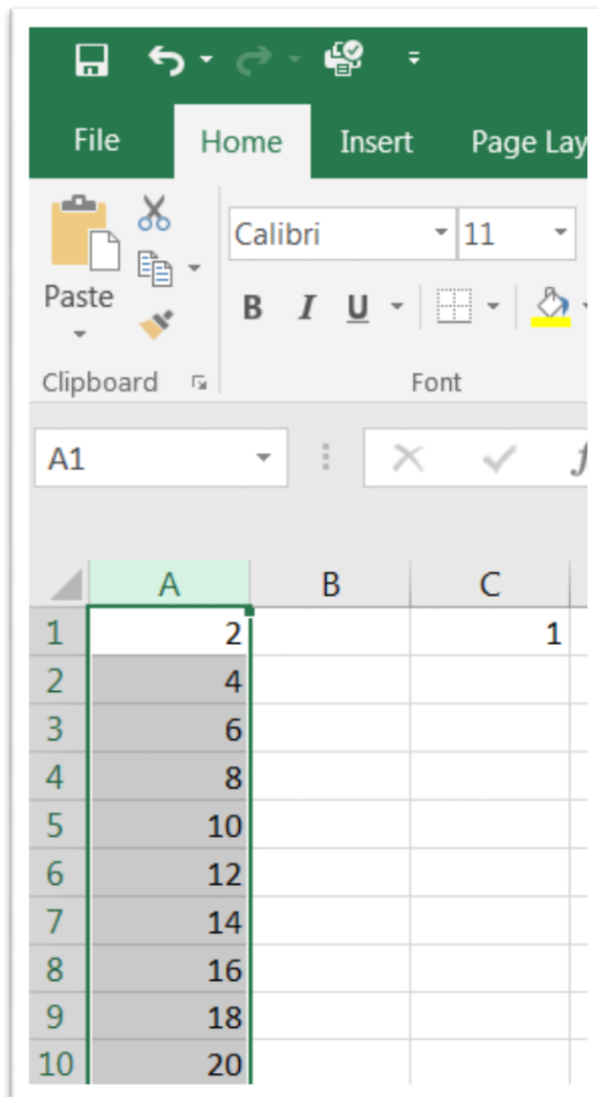 File Home Insert Page Lay
Calibri 11
Paste
B I U
Clipboard Font
A1
A B C
1 2 1
2 4
3 6
4 8
5 10
6 12
7 14
8 16
9 18
10 20